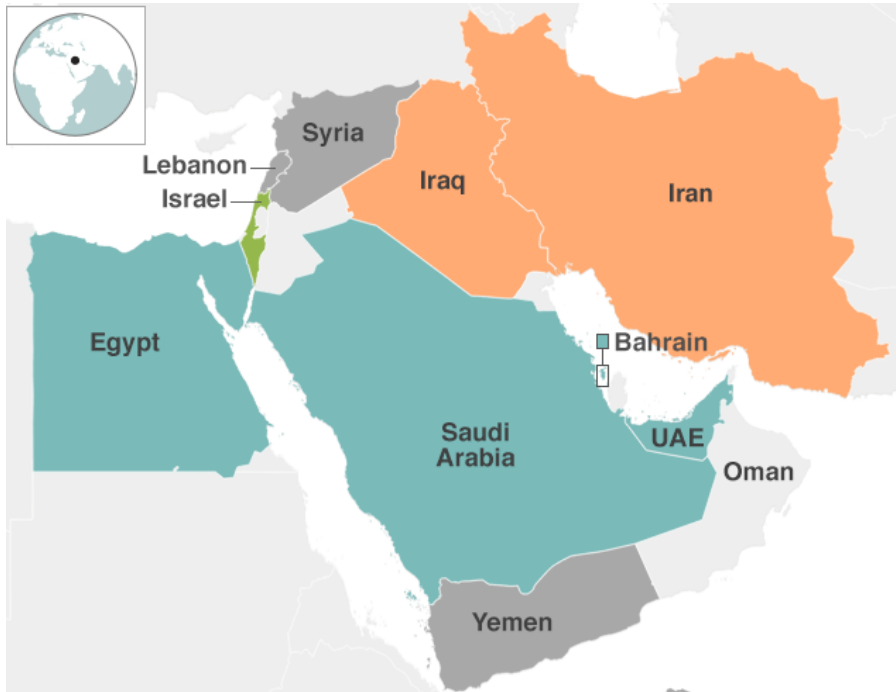 Syria
Lebanon
Israel
Iraq
Iran
Egypt
Bahrain
Saudi
Arabia
UAE
Oman
Yemen